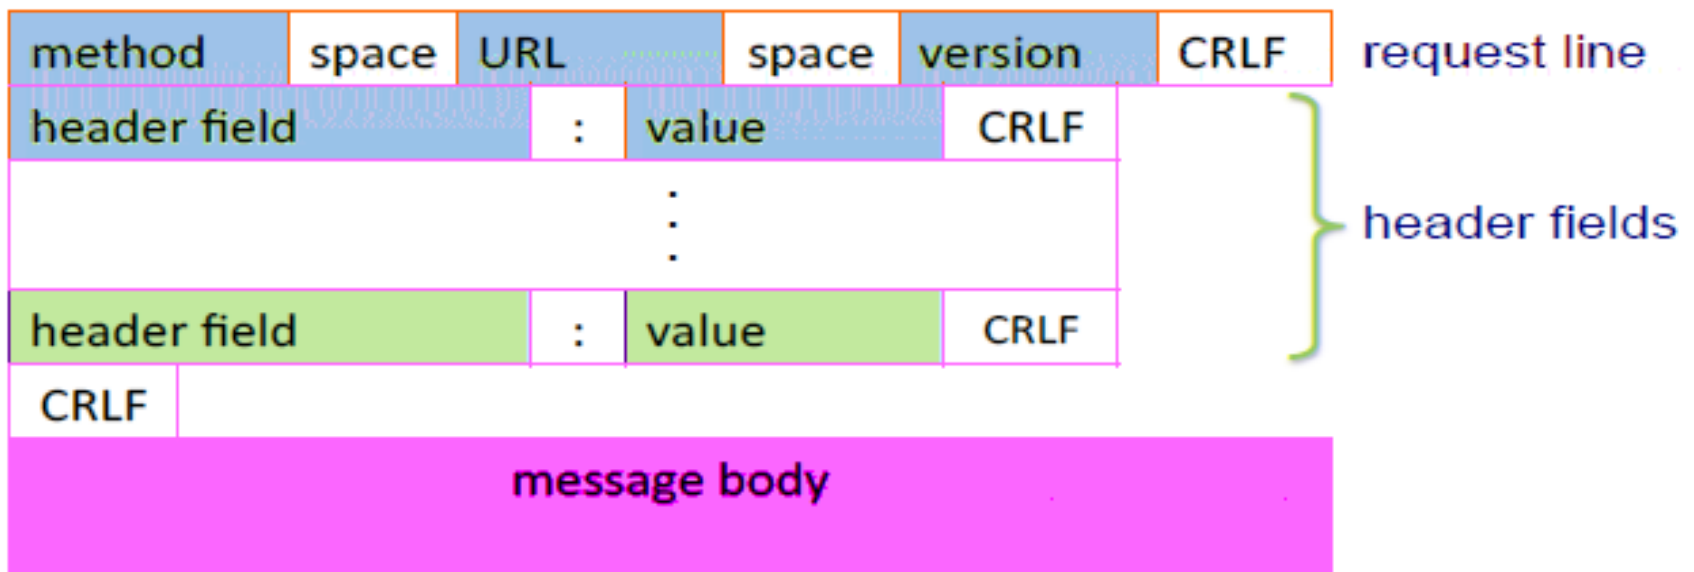 method space URL space version CRLF request line
header field : value CRLF
header fields
header field : value CRLF
CRLF
message body